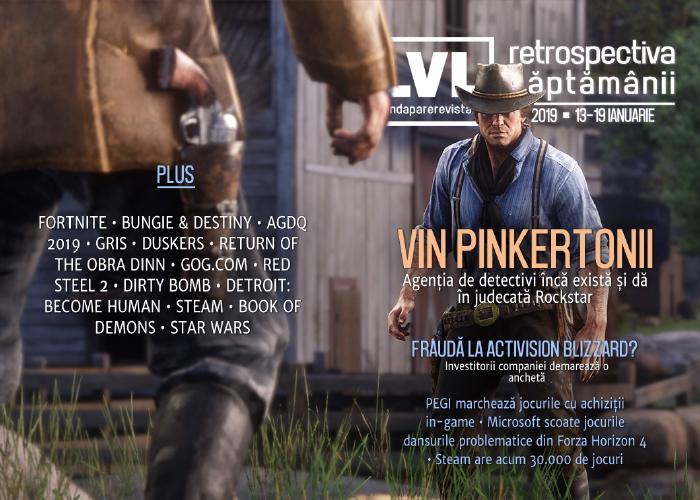 PLUS
FORTNITE • BUNGIE & DESTINY • AGDQ
2019 • GRIS • DUSKERS • RETURN OF
THE OBRA DINN • GOG.COM • RED
STEEL 2 • DIRTY BOMB • DETROIT:
BECOME HUMAN • STEAM • BOOK OF
DEMONS • STAR WARS
LVL
ndaparerevista
retrospectiva
ăptămânii
2019 ▪ 13-19 IANUARIE
VIN PINKERTONII
Agenția de detectivi încă există și dă
în judecată Rockstar
FRAUDĂ LA ACTIVISION BLIZZARD?
Investitorii companiei demarează o
anchetă
PEGI marchează jocurile cu achiziții
in-game • Microsoft scoate jocurile
dansurile problematice din Forza Horizon 4
• Steam are acum 30.000 de jocuri